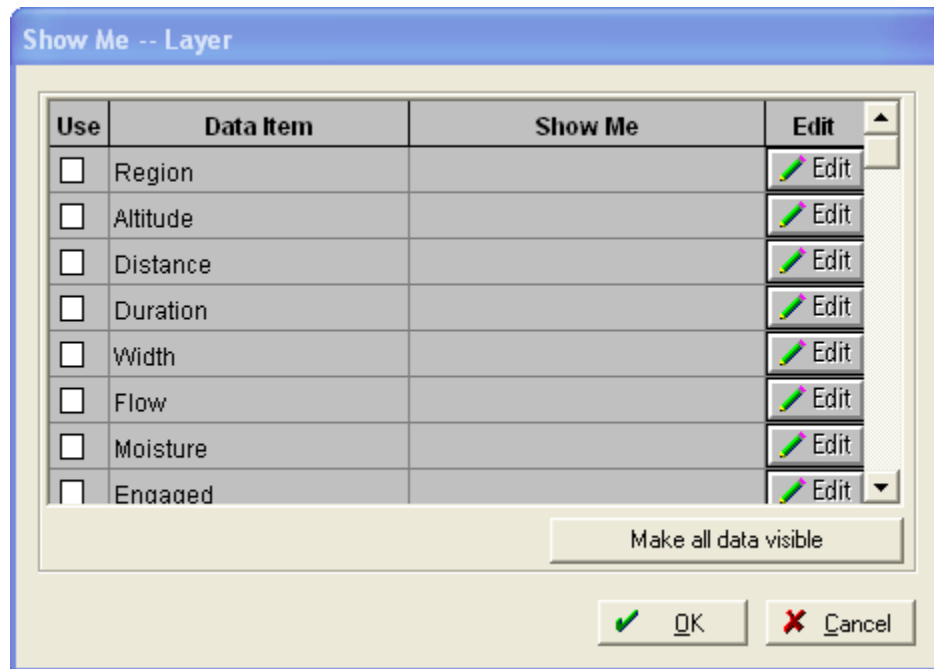 Show Me -- Layer
Use Data Item Show Me Edit
Region Edit
Altitude Edit
Distance Edit
Duration Edit
Width Edit
Flow Edit
Moisture Edit
Engaged Edit
Make all data visible
OK Cancel